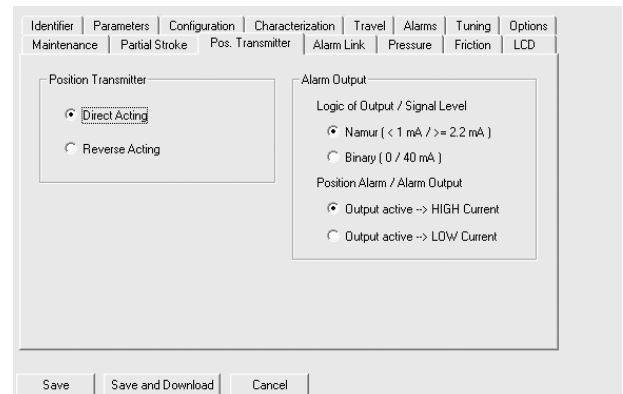 Identifier Parameters Configuration Characterization Travel Alarms Tuning Options
Maintenance Partial Stroke Pos. Transmitter Alarm Link Pressure Friction LCD
Position Transmitter
Direct Acting
Reverse Acting
Alarm Output
Logic of Output / Signal Level
Namur ( < 1 mA / >= 2.2 mA )
Binary ( 0 / 40 mA )
Position Alarm / Alarm Output
Output active --> HIGH Current
Output active --> LOW Current
Save Save and Download Cancel